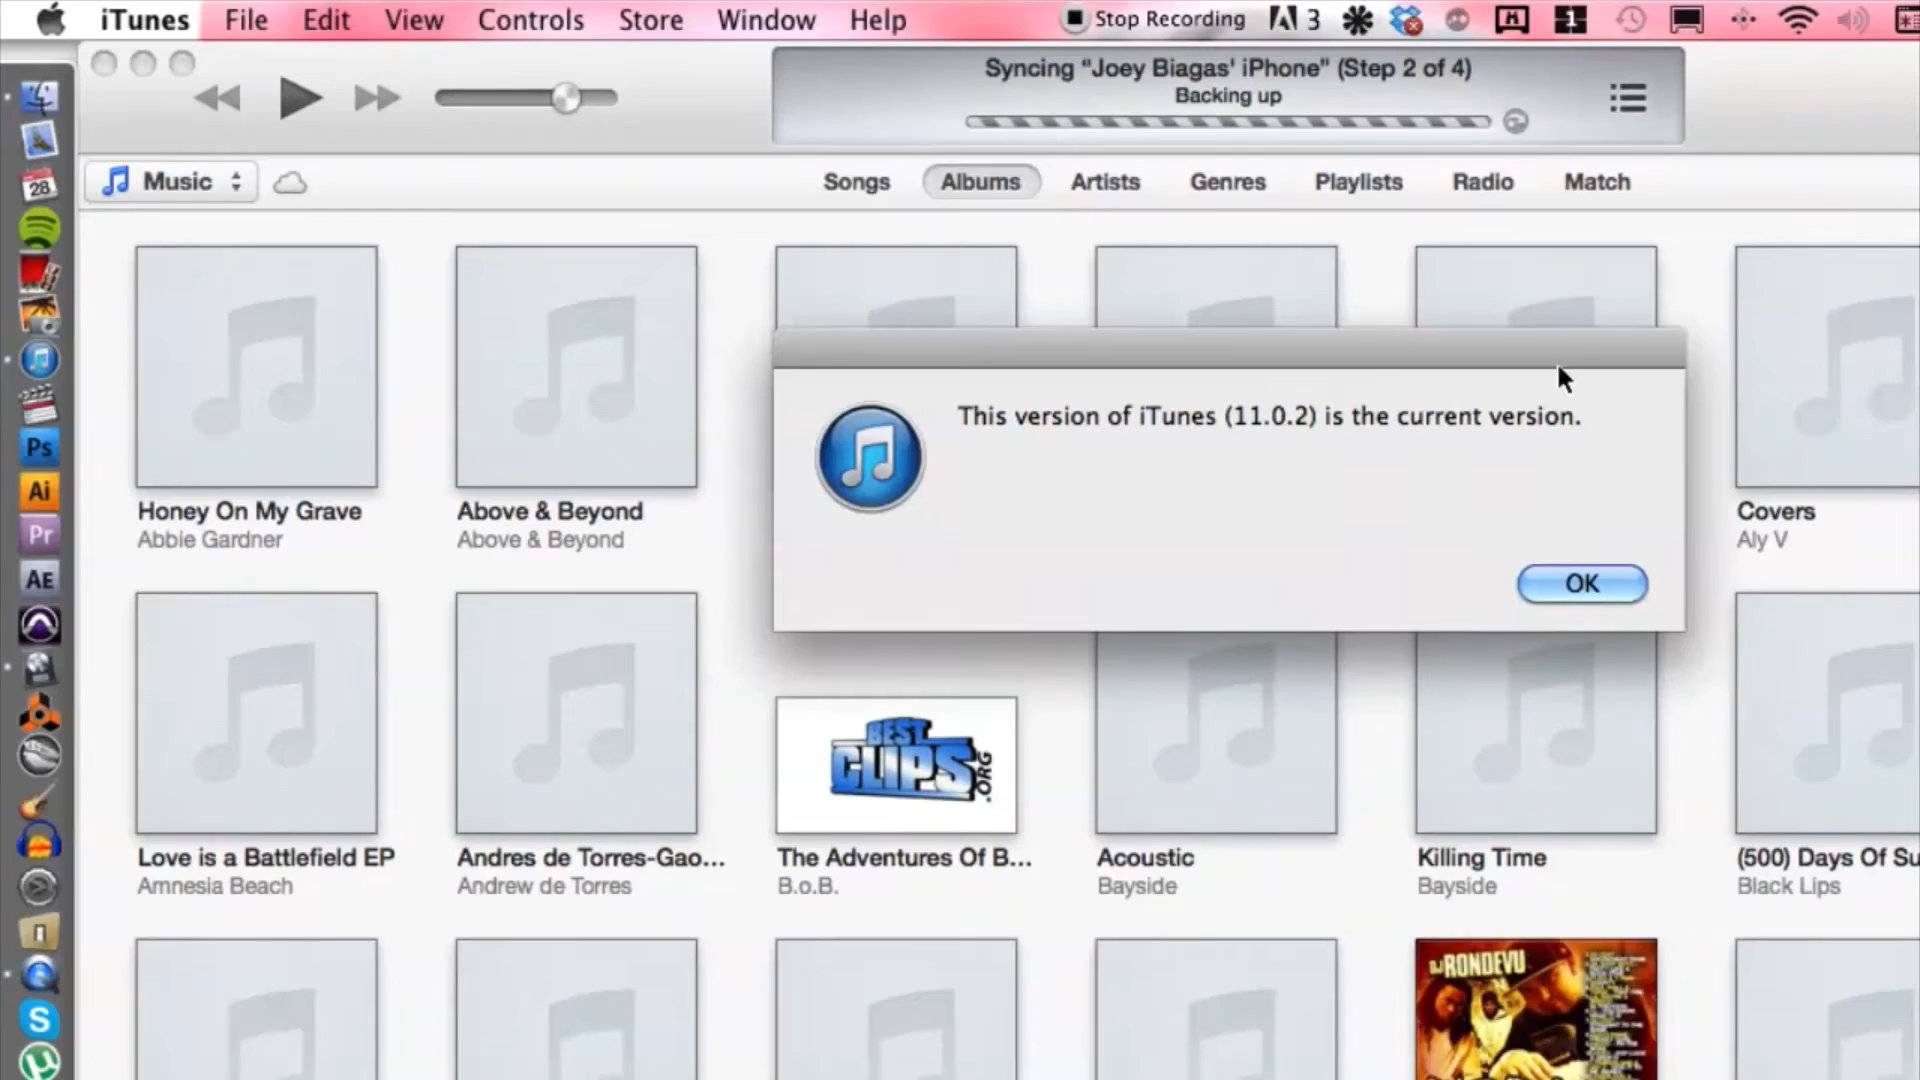 iTunes File Edit View Controls Store Window Help Stop Recording 3 1
Syncing “Joey Biagas' iPhone” (Step 2 of 4)
Backing up
Music Songs Albums Artists Genres Playlists Radio Match
28
This version of iTunes (11.0.2) is the current version.
OK
Ps
Ai
Pr
AE
Honey On My Grave
Abbie Gardner
Above & Beyond
Above & Beyond
Covers
Aly V
BEST
CLIPS
.ORG
Love is a Battlefield EP
Amnesia Beach
Andres de Torres-Gao...
Andrew de Torres
The Adventures Of B...
B.o.B.
Acoustic
Bayside
Killing Time
Bayside
(500) Days Of Su
Black Lips
DJ RONDEVU
S